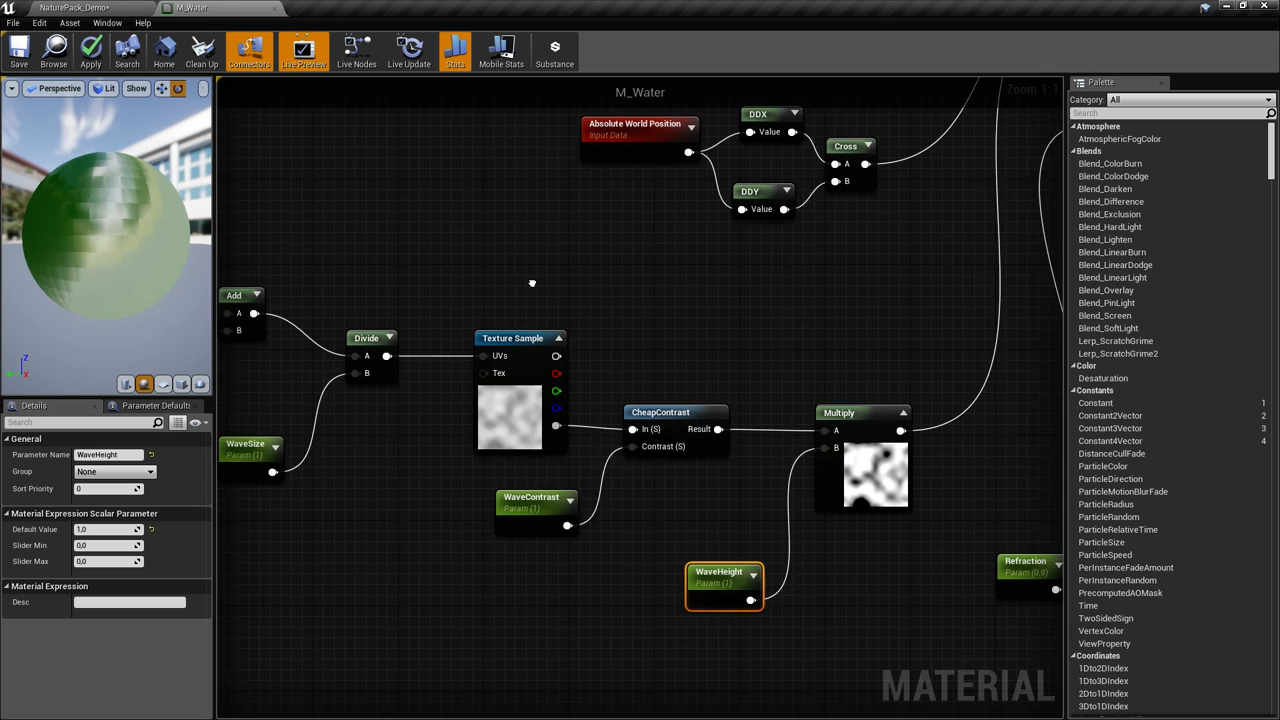 NaturePack_Demo*
M_Water
File Edit Asset Window Help
Save Browse Apply Search Home Clean Up Connectors Live Preview Live Nodes Live Update Stats Mobile Stats Substance
Perspective Lit Show
M_Water
Zoom 1:1
Absolute World Position
Input Data
DDX
Value
DDY
Value
Cross
A
B
Add
A
B
Divide
A
B
WaveSize
Param (1)
Texture Sample
UVs
Tex
CheapContrast
In (S) Result
Contrast (S)
WaveContrast
Param (1)
Multiply
A
B
WaveHeight
Param (1)
Refraction
Param (0.9)
MATERIAL
Z
X
Details
Parameter Default
Search
General
Parameter Name WaveHeight
Group None
Sort Priority 0
Material Expression Scalar Parameter
Default Value 1,0
Slider Min 0,0
Slider Max 0,0
Material Expression
Desc
Palette
Category: All
Search
Atmosphere
AtmosphericFogColor
Blends
Blend_ColorBurn
Blend_ColorDodge
Blend_Darken
Blend_Difference
Blend_Exclusion
Blend_HardLight
Blend_Lighten
Blend_LinearBurn
Blend_LinearDodge
Blend_LinearLight
Blend_Overlay
Blend_PinLight
Blend_Screen
Blend_SoftLight
Lerp_ScratchGrime
Lerp_ScratchGrime2
Color
Desaturation
Constants
Constant 1
Constant2Vector 2
Constant3Vector 3
Constant4Vector 4
DistanceCullFade
ParticleColor
ParticleDirection
ParticleMotionBlurFade
ParticleRadius
ParticleRandom
ParticleRelativeTime
ParticleSize
ParticleSpeed
PerInstanceFadeAmount
PerInstanceRandom
PrecomputedAOMask
Time
TwoSidedSign
VertexColor
ViewProperty
Coordinates
1Dto2DIndex
1Dto3DIndex
2Dto1DIndex
3Dto1DIndex